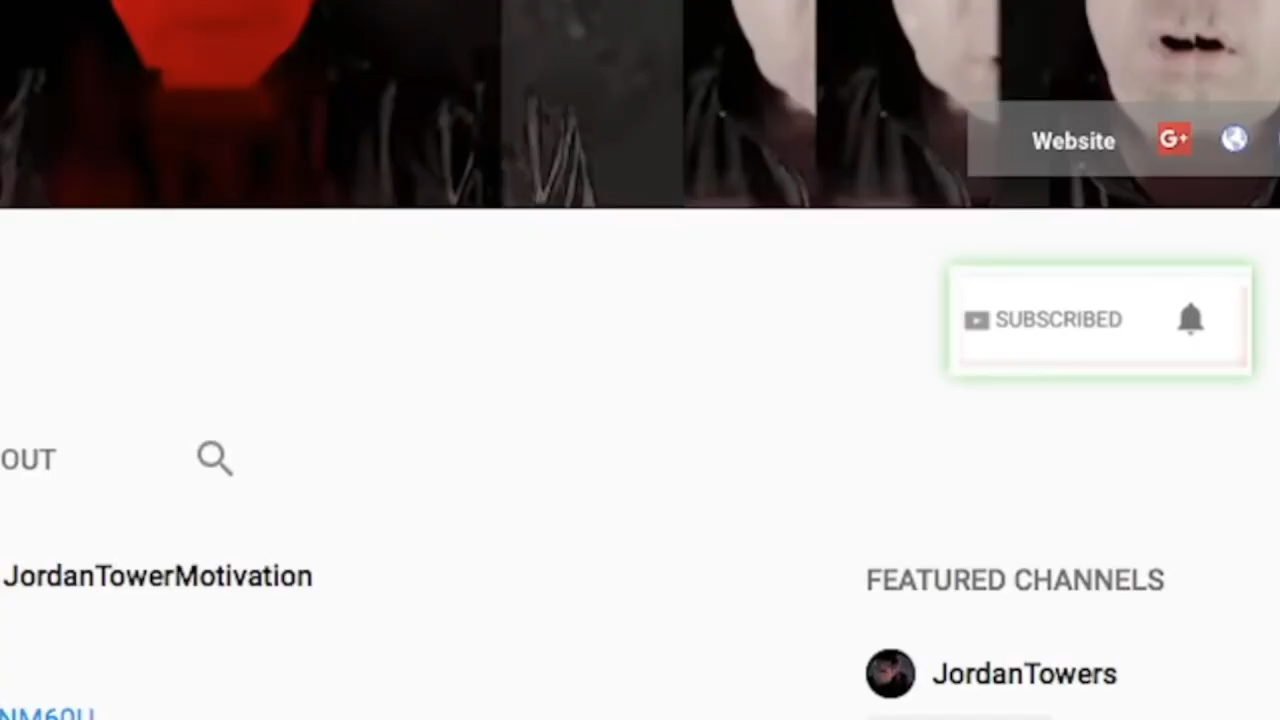 Website G+
SUBSCRIBED
OUT
JordanTowerMotivation
FEATURED CHANNELS
JordanTowers